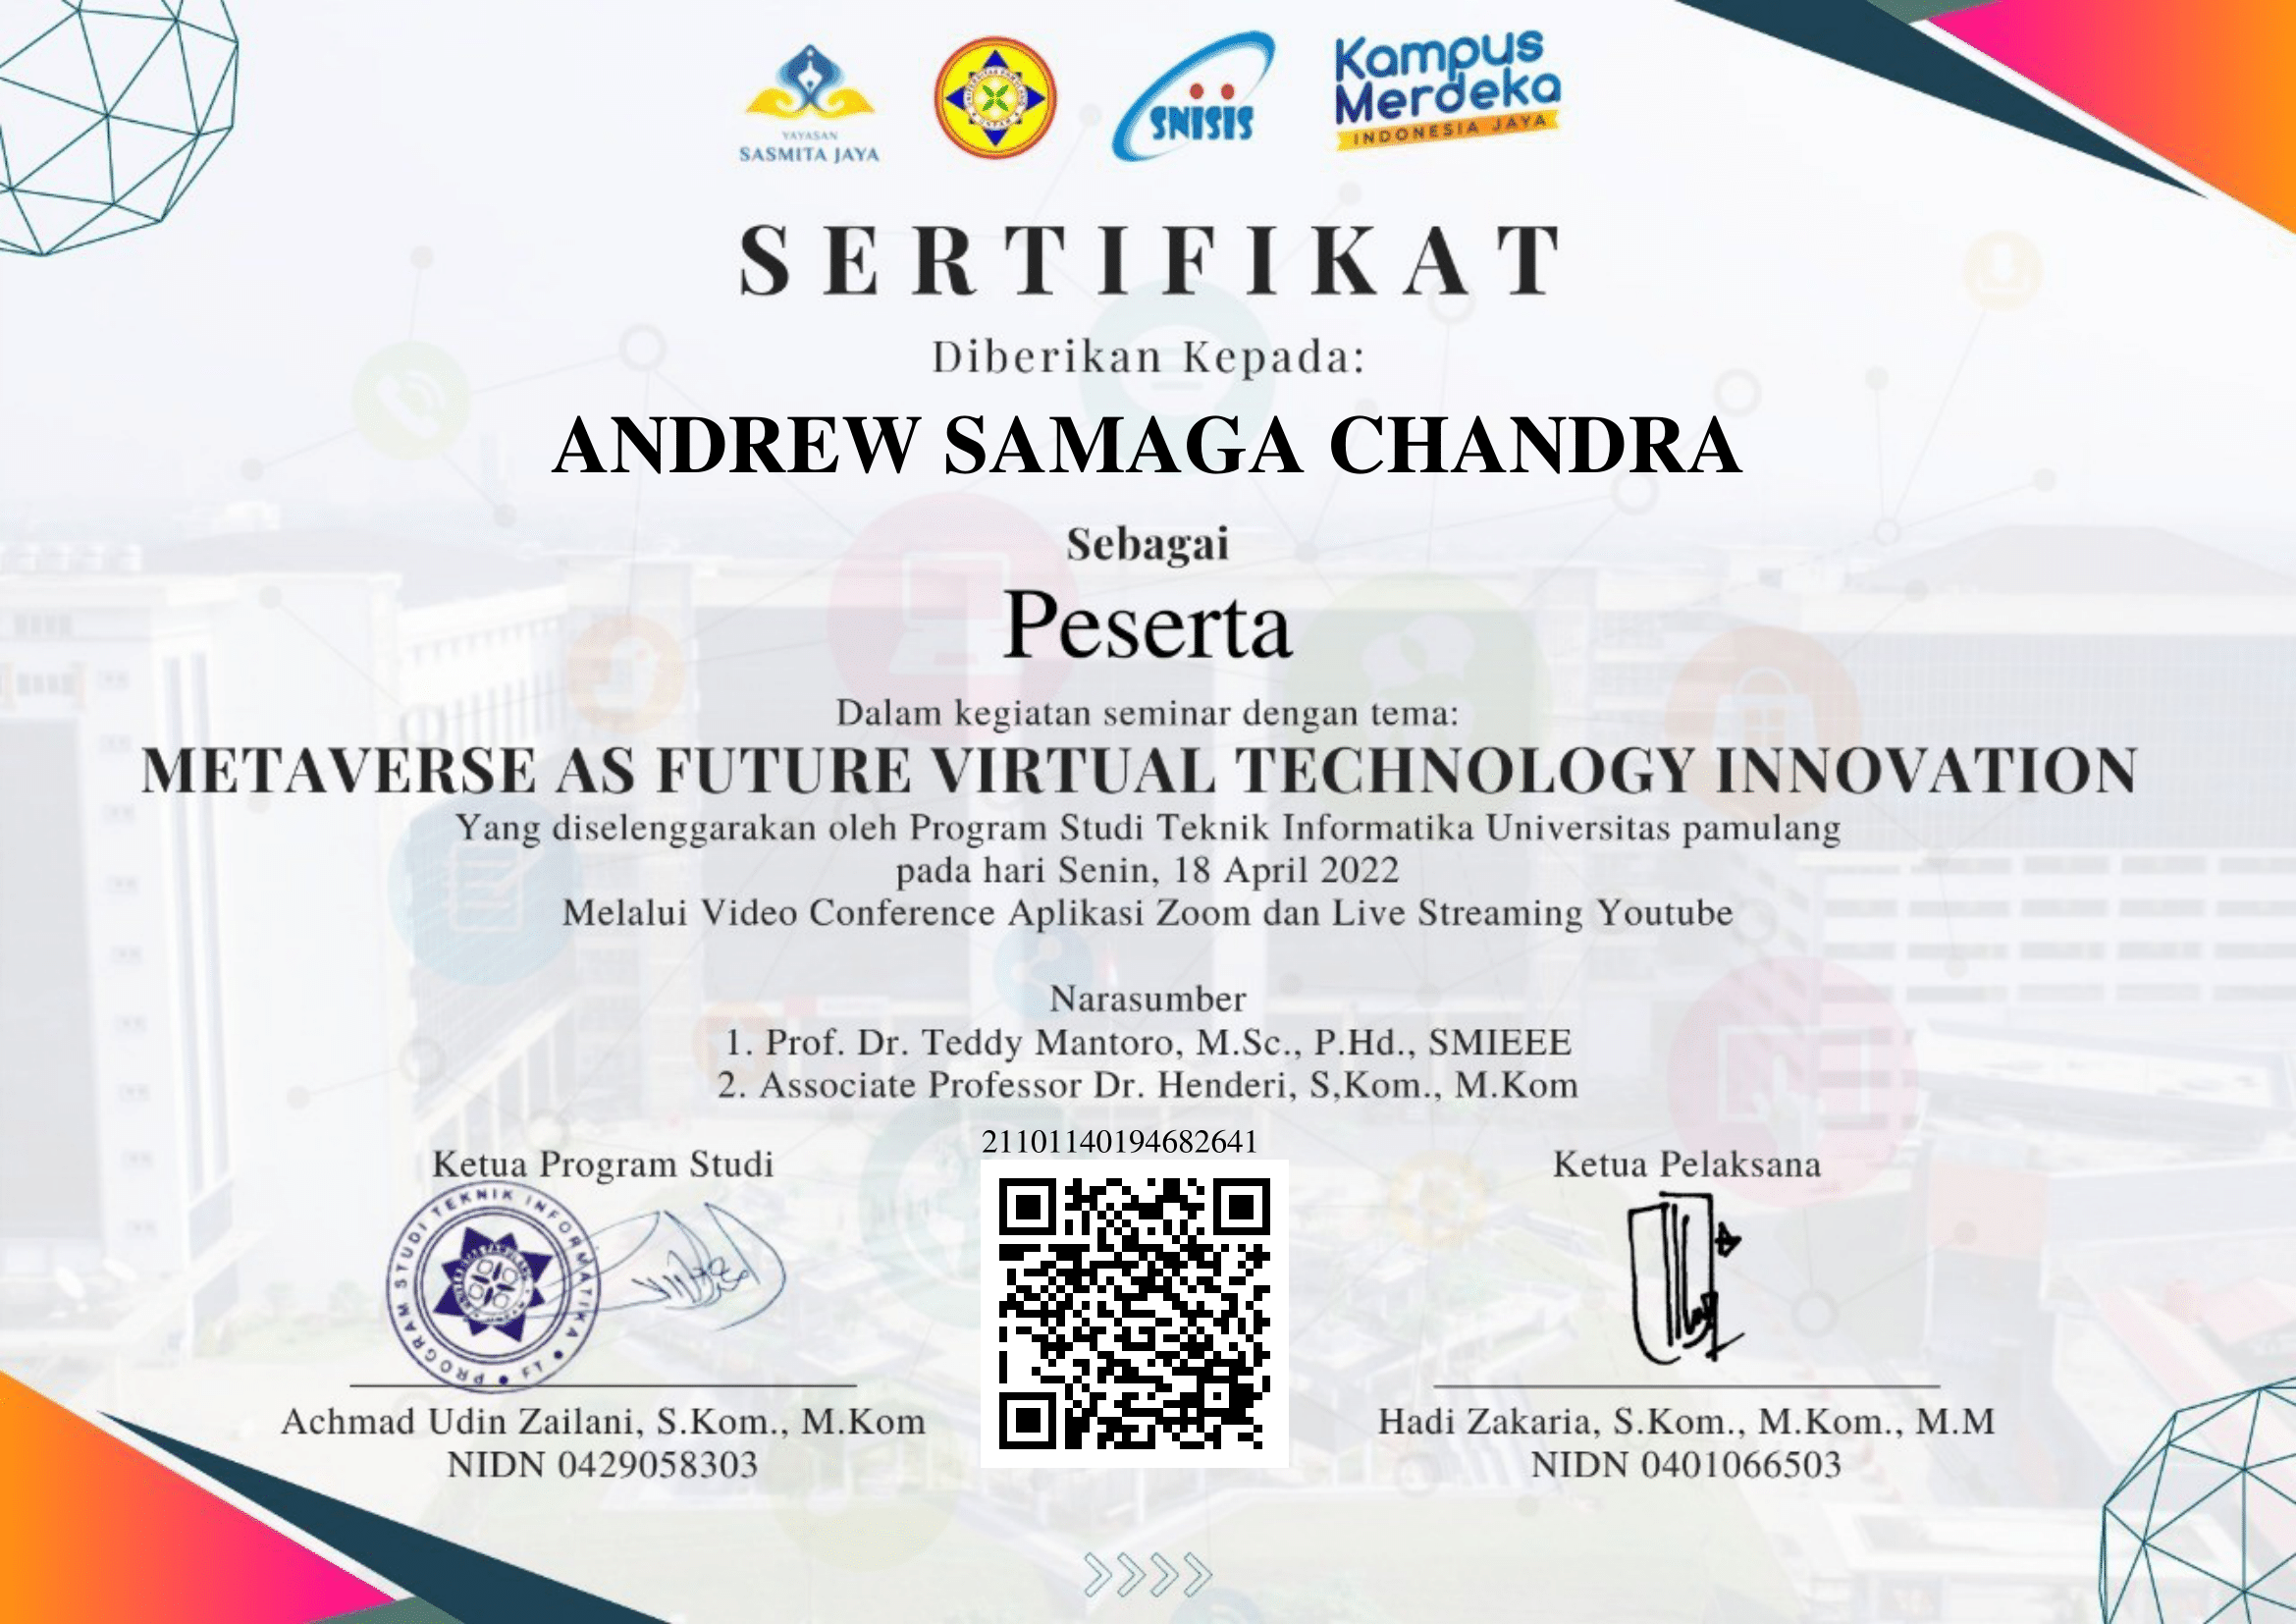 YAYASAN
SASMITA JAYA
SNISIS
Kampus
Merdeka
INDONESIA JAYA
SERTIFIKAT
Diberikan Kepada:
ANDREW SAMAGA CHANDRA
Sebagai
Peserta
Dalam kegiatan seminar dengan tema:
METAVERSE AS FUTURE VIRTUAL TECHNOLOGY INNOVATION
Yang diselenggarakan oleh Program Studi Teknik Informatika Universitas pamulang
pada hari Senin, 18 April 2022
Melalui Video Conference Aplikasi Zoom dan Live Streaming Youtube
Narasumber
1. Prof. Dr. Teddy Mantoro, M.Sc., P.Hd., SMIEEE
2. Associate Professor Dr. Henderi, S,Kom., M.Kom
21101140194682641
Ketua Program Studi
Ketua Pelaksana
PROGRAM STUDI TEKNIK INFORMATIKA • FT •
Achmad Udin Zailani, S.Kom., M.Kom
NIDN 0429058303
Hadi Zakaria, S.Kom., M.Kom., M.M
NIDN 0401066503